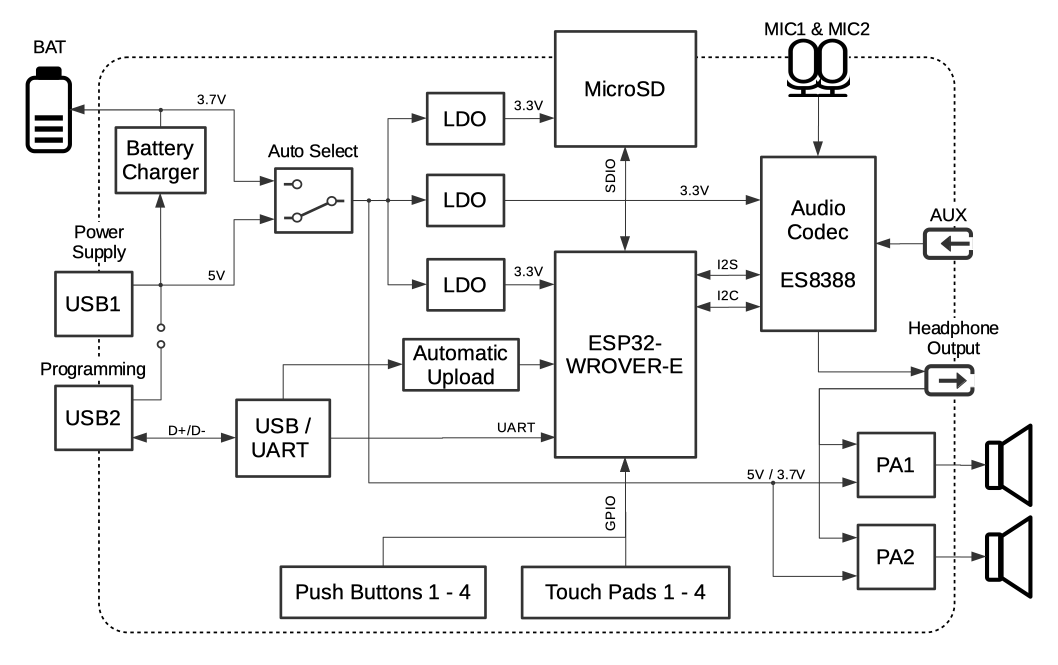 MIC1 & MIC2
BAT
MicroSD
3.7V
LDO
3.3V
Battery
Charger
Auto Select
SDIO
LDO
3.3V
Audio
Codec
ES8388
AUX
Power
Supply
USB1
5V
LDO
3.3V
I2S
I2C
ESP32-
WROVER-E
Headphone
Output
Automatic
Upload
Programming
USB2
D+/D-
USB /
UART
UART
PA1
5V / 3.7V
GPIO
PA2
Push Buttons 1 - 4
Touch Pads 1 - 4